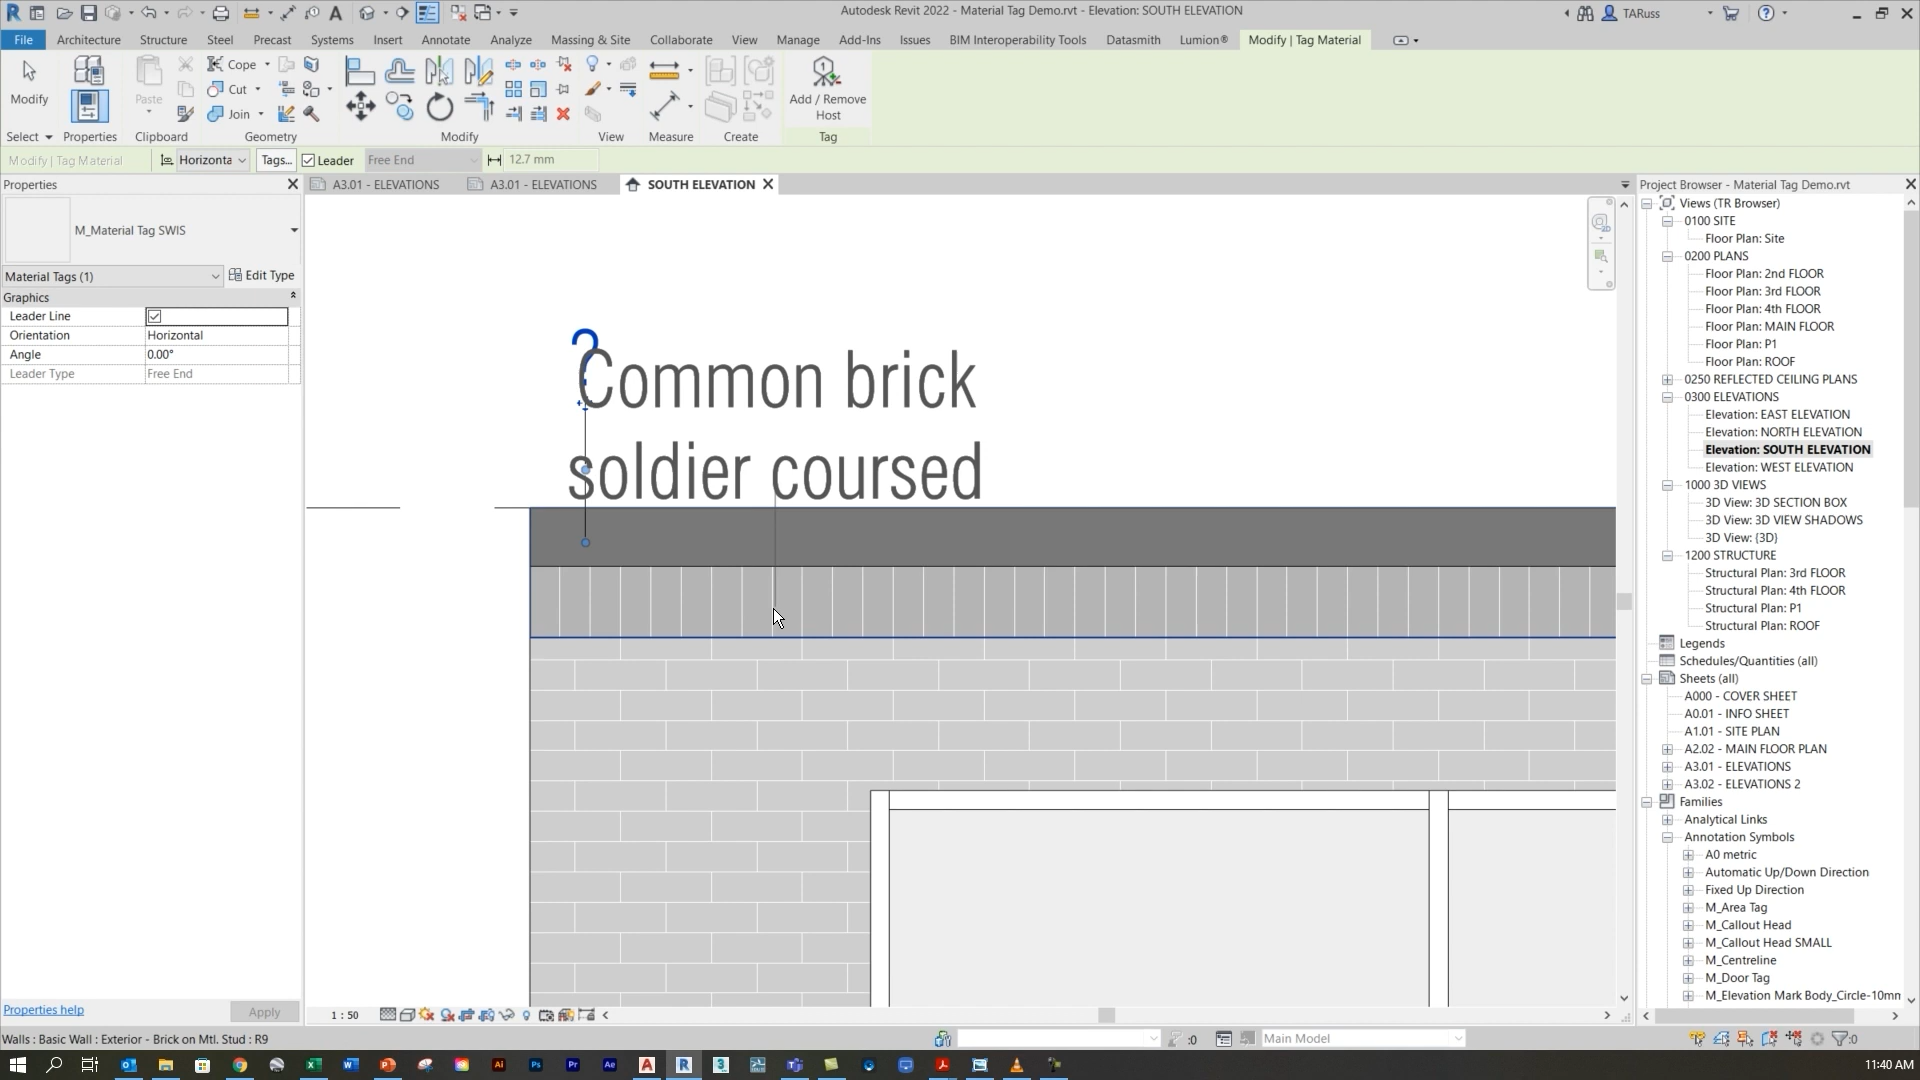 Autodesk Revit 2022 - Material Tag Demo.rvt - Elevation: SOUTH ELEVATION
TARuss
File Architecture Structure Steel Precast Systems Insert Annotate Analyze Massing & Site Collaborate View Manage Add-Ins Issues BIM Interoperability Tools Datasmith Lumion® Modify | Tag Material
Modify
Paste
Cope
Cut
Join
Add / Remove
Host
Select Properties Clipboard Geometry Modify View Measure Create Tag
Modify | Tag Material Horizonta Tags... Leader Free End 12.7 mm
Properties
A3.01 - ELEVATIONS A3.01 - ELEVATIONS SOUTH ELEVATION
M_Material Tag SWIS
Material Tags (1) Edit Type
Graphics
Leader Line
Orientation Horizontal
Angle 0.00°
Leader Type Free End
?
Common brick
soldier coursed
Properties help Apply
1 : 50
Project Browser - Material Tag Demo.rvt
Views (TR Browser)
0100 SITE
Floor Plan: Site
0200 PLANS
Floor Plan: 2nd FLOOR
Floor Plan: 3rd FLOOR
Floor Plan: 4th FLOOR
Floor Plan: MAIN FLOOR
Floor Plan: P1
Floor Plan: ROOF
0250 REFLECTED CEILING PLANS
0300 ELEVATIONS
Elevation: EAST ELEVATION
Elevation: NORTH ELEVATION
Elevation: SOUTH ELEVATION
Elevation: WEST ELEVATION
1000 3D VIEWS
3D View: 3D SECTION BOX
3D View: 3D VIEW SHADOWS
3D View: {3D}
1200 STRUCTURE
Structural Plan: 3rd FLOOR
Structural Plan: 4th FLOOR
Structural Plan: P1
Structural Plan: ROOF
Legends
Schedules/Quantities (all)
Sheets (all)
A000 - COVER SHEET
A0.01 - INFO SHEET
A1.01 - SITE PLAN
A2.02 - MAIN FLOOR PLAN
A3.01 - ELEVATIONS
A3.02 - ELEVATIONS 2
Families
Analytical Links
Annotation Symbols
A0 metric
Automatic Up/Down Direction
Fixed Up Direction
M_Area Tag
M_Callout Head
M_Callout Head SMALL
M_Centreline
M_Door Tag
M_Elevation Mark Body_Circle-10mm
Walls : Basic Wall : Exterior - Brick on Mtl. Stud : R9
:0 Main Model :0
11:40 AM